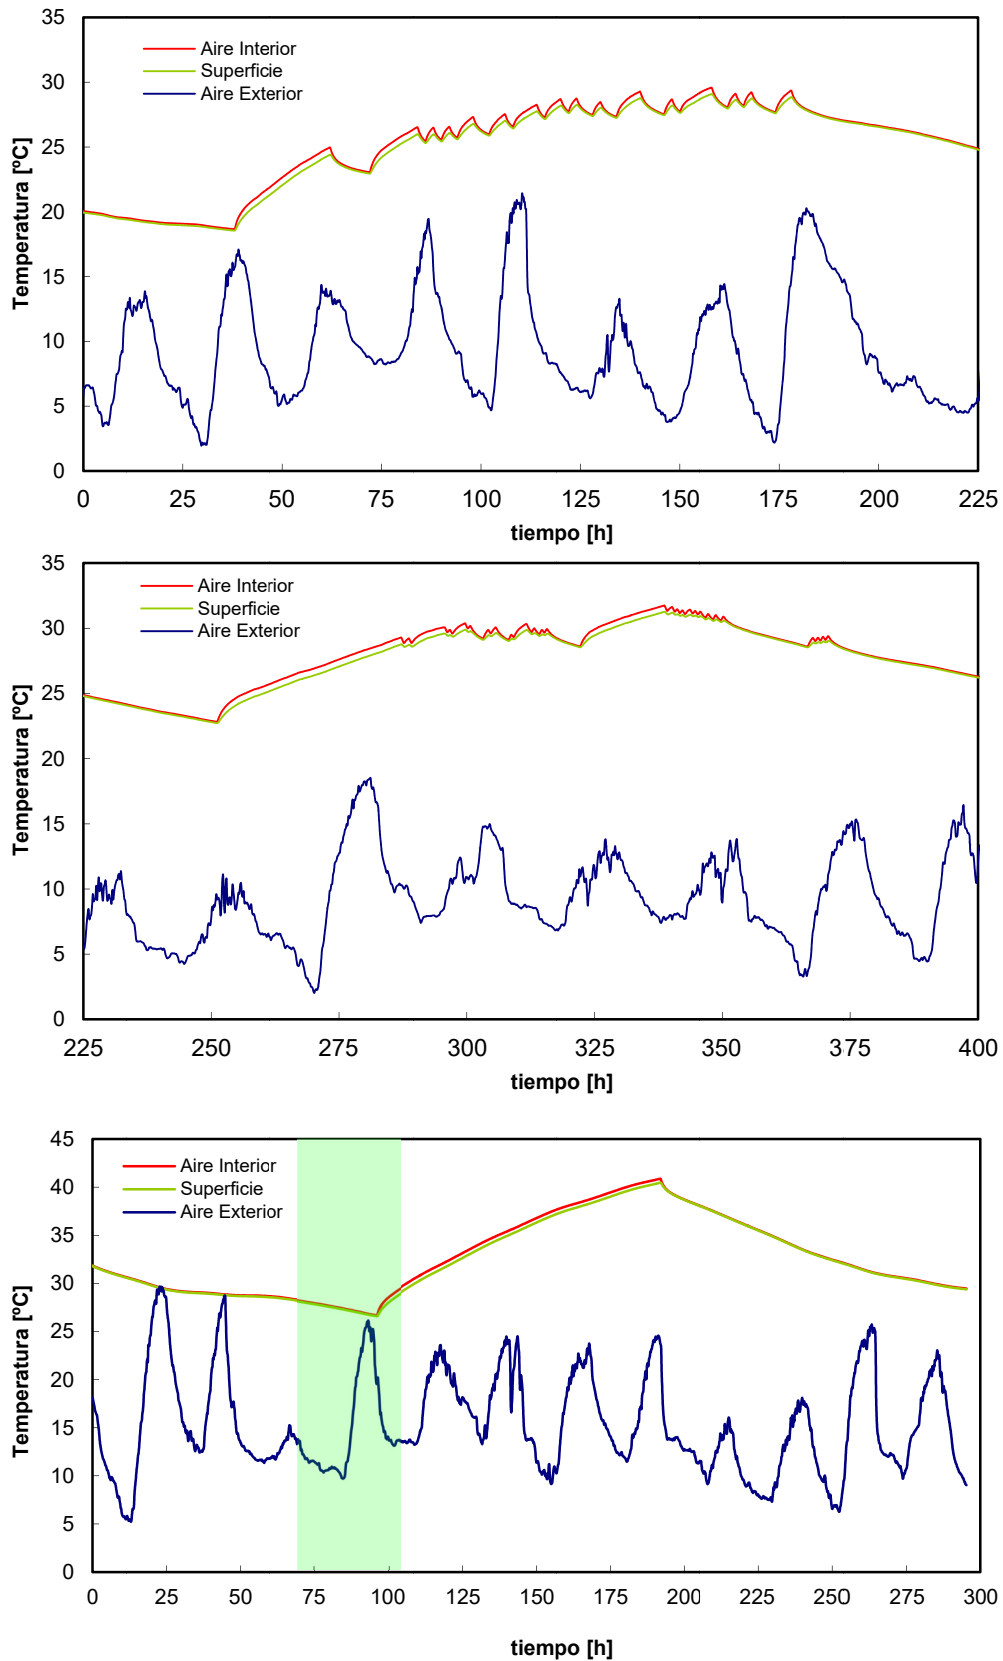 35
30
25
20
15
10
5
0
Temperatura [ºC]
Aire Interior
Superficie
Aire Exterior
0 25 50 75 100 125 150 175 200 225
tiempo [h]
35
30
25
20
15
10
5
0
Temperatura [ºC]
Aire Interior
Superficie
Aire Exterior
225 250 275 300 325 350 375 400
tiempo [h]
45
40
35
30
25
20
15
10
5
0
Temperatura [ºC]
Aire Interior
Superficie
Aire Exterior
0 25 50 75 100 125 150 175 200 225 250 275 300
tiempo [h]